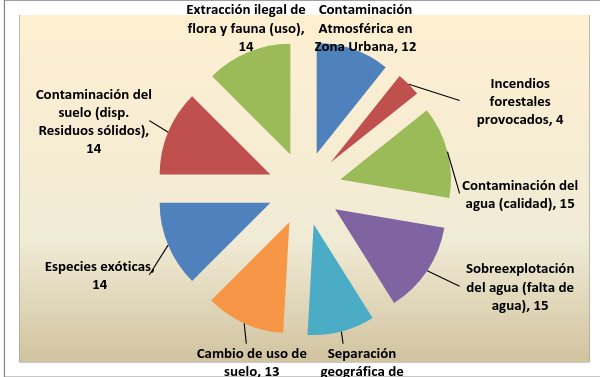 Extracción ilegal de
flora y fauna (uso),
14
Contaminación
Atmosférica en
Zona Urbana, 12
Incendios
forestales
provocados, 4
Contaminación del
agua (calidad), 15
Sobreexplotación
del agua (falta de
agua), 15
Separación
geográfica de
Cambio de uso de
suelo, 13
Especies exóticas,
14
Contaminación del
suelo (disp.
Residuos sólidos),
14